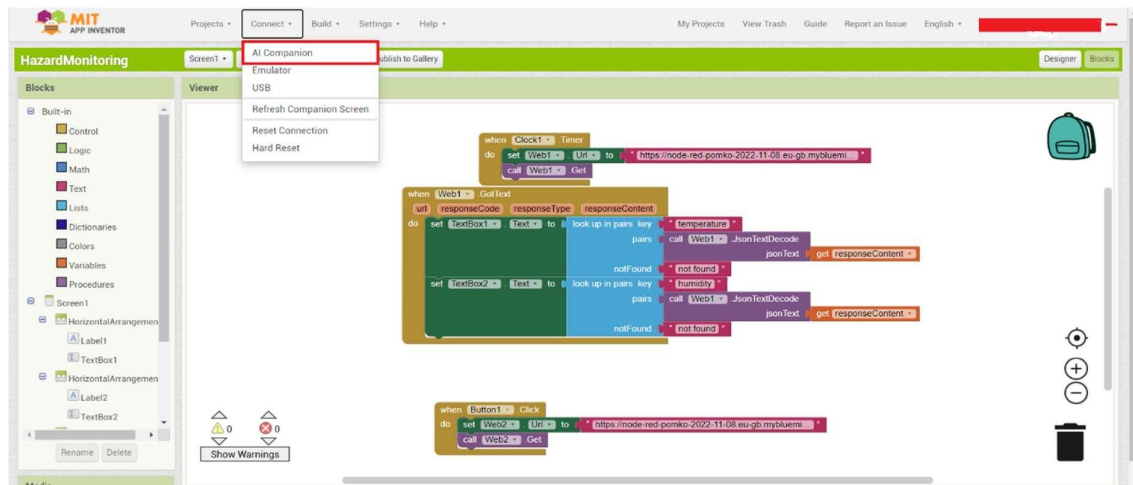 MIT
APP INVENTOR
Projects Connect Build Settings Help My Projects View Trash Guide Report an Issue English
HazardMonitoring Screen1 ublish to Gallery Designer Blocks
AI Companion
Emulator
USB
Refresh Companion Screen
Reset Connection
Hard Reset
Blocks
Viewer
Built-in
Control
Logic
Math
Text
Lists
Dictionaries
Colors
Variables
Procedures
Screen1
HorizontalArrangemen
Label1
TextBox1
HorizontalArrangemen
Label2
TextBox2
Rename Delete
when Clock1 .Timer
do set Web1 . Url to " https://node-red-pomko-2022-11-08.eu-gb.mybluemi... "
call Web1 .Get
when Web1 .GotText
url responseCode responseType responseContent
do set TextBox1 . Text to look up in pairs key " temperature "
pairs call Web1 .JsonTextDecode
jsonText get responseContent
notFound " not found "
set TextBox2 . Text to look up in pairs key " humidity "
pairs call Web1 .JsonTextDecode
jsonText get responseContent
notFound " not found "
when Button1 .Click
do set Web2 . Url to " https://node-red-pomko-2022-11-08.eu-gb.mybluemi... "
call Web2 .Get
0 0
Show Warnings